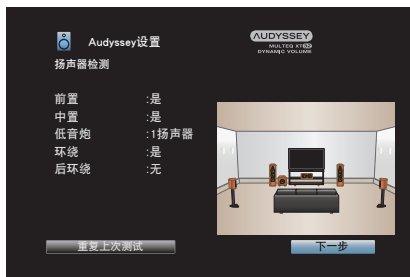 Audyssey设置
AUDYSSEY
MULTEQ XT32
DYNAMIC VOLUME
扬声器检测
前置 :是
中置 :是
低音炮 :1扬声器
环绕 :是
后环绕 :无
重复上次测试
下一步